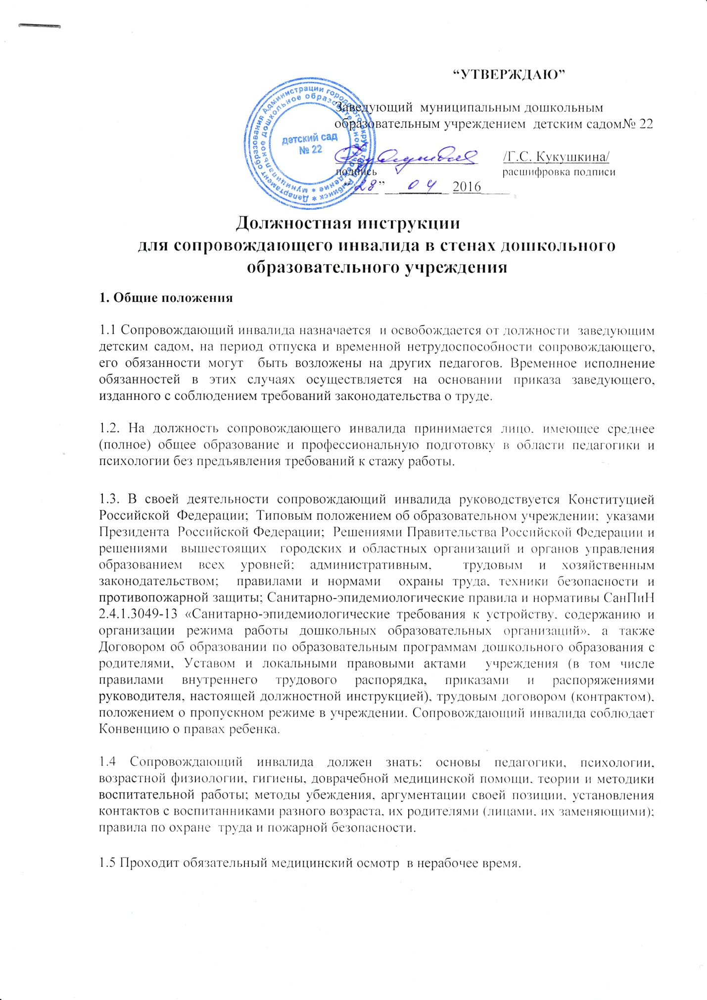 “УТВЕРЖДАЮ”
Заведующий муниципальным дошкольным
образовательным учреждением детским садом№ 22
Департамент образования Администрации городского округа город Рыбинск *
муниципальное дошкольное образовательное учреждение *
детский сад
№ 22
/Г.С. Кукушкина/
подпись расшифровка подписи
“28” 04 2016
Должностная инструкции
для сопровождающего инвалида в стенах дошкольного
образовательного учреждения
1. Общие положения
1.1 Сопровождающий инвалида назначается и освобождается от должности заведующим
детским садом, на период отпуска и временной нетрудоспособности сопровождающего,
его обязанности могут быть возложены на других педагогов. Временное исполнение
обязанностей в этих случаях осуществляется на основании приказа заведующего,
изданного с соблюдением требований законодательства о труде.
1.2. На должность сопровождающего инвалида принимается лицо, имеющее среднее
(полное) общее образование и профессиональную подготовку в области педагогики и
психологии без предъявления требований к стажу работы.
1.3. В своей деятельности сопровождающий инвалида руководствуется Конституцией
Российской Федерации; Типовым положением об образовательном учреждении; указами
Президента Российской Федерации; Решениями Правительства Российской Федерации и
решениями вышестоящих городских и областных организаций и органов управления
образованием всех уровней; административным, трудовым и хозяйственным
законодательством; правилами и нормами охраны труда, техники безопасности и
противопожарной защиты; Санитарно-эпидемиологические правила и нормативы СанПиН
2.4.1.3049-13 «Санитарно-эпидемиологические требования к устройству, содержанию и
организации режима работы дошкольных образовательных организаций», а также
Договором об образовании по образовательным программам дошкольного образования с
родителями, Уставом и локальными правовыми актами учреждения (в том числе
правилами внутреннего трудового распорядка, приказами и распоряжениями
руководителя, настоящей должностной инструкцией), трудовым договором (контрактом),
положением о пропускном режиме в учреждении. Сопровождающий инвалида соблюдает
Конвенцию о правах ребенка.
1.4 Сопровождающий инвалида должен знать: основы педагогики, психологии,
возрастной физиологии, гигиены, доврачебной медицинской помощи, теории и методики
воспитательной работы; методы убеждения, аргументации своей позиции, установления
контактов с воспитанниками разного возраста, их родителями (лицами, их заменяющими);
правила по охране труда и пожарной безопасности.
1.5 Проходит обязательный медицинский осмотр в нерабочее время.